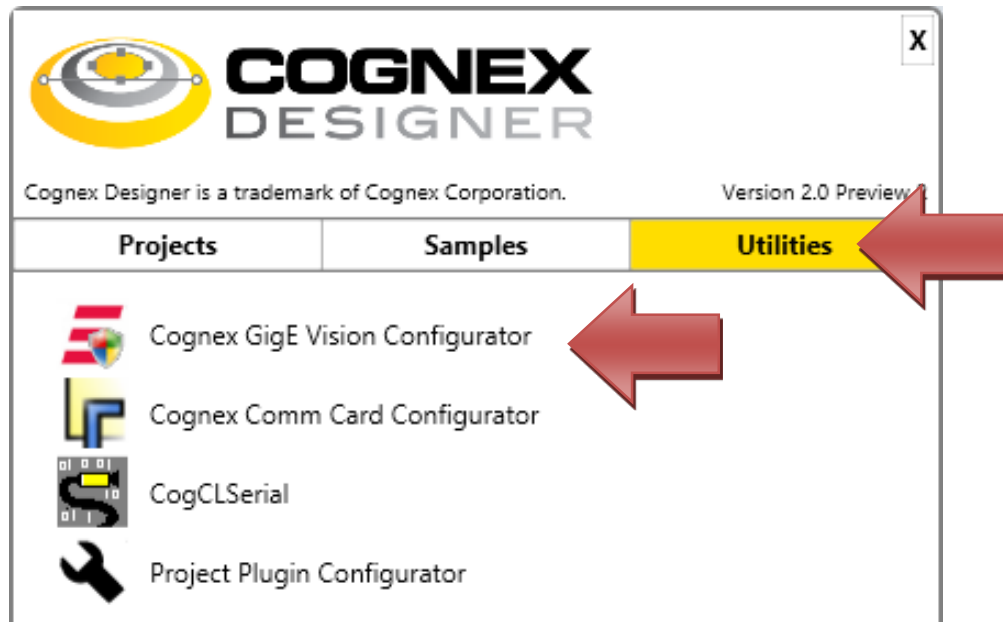 COGNEX
DESIGNER
Cognex Designer is a trademark of Cognex Corporation. Version 2.0 Preview
X
Projects Samples Utilities
Cognex GigE Vision Configurator
Cognex Comm Card Configurator
CogCLSerial
Project Plugin Configurator